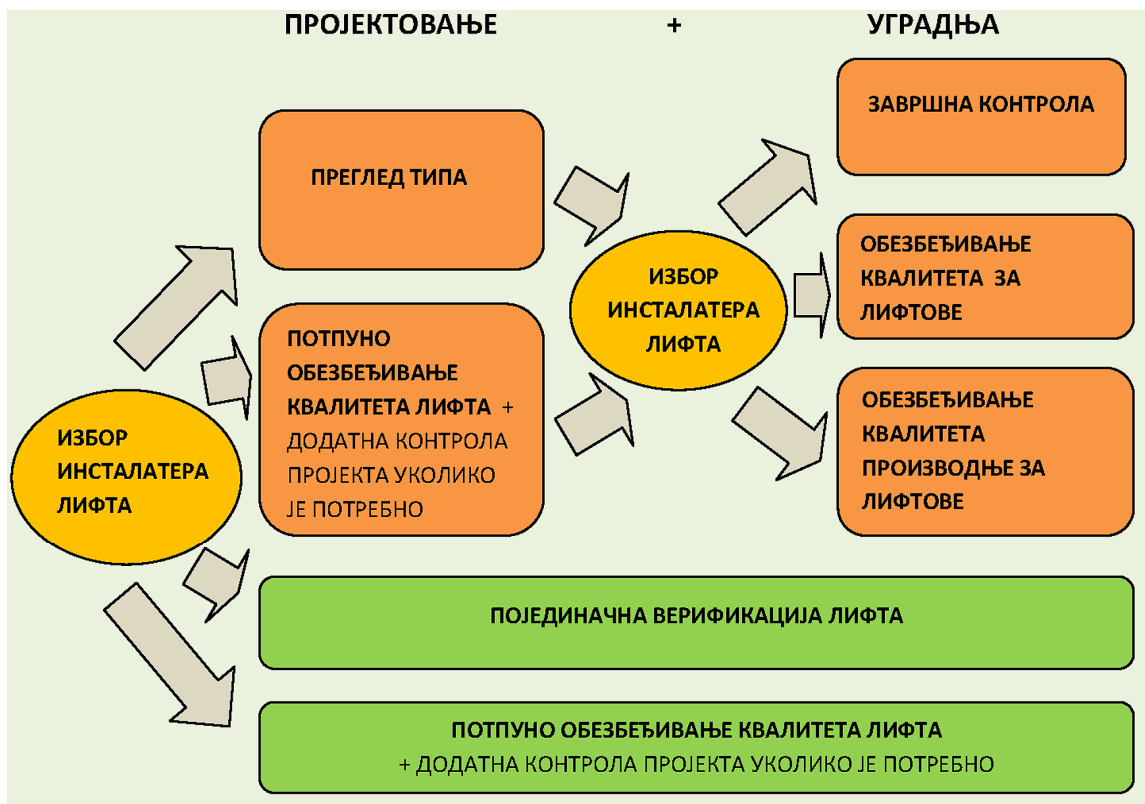 ПРОЈЕКТОВАЊЕ + УГРАДЊА
ИЗБОР
ИНСТАЛАТЕРА
ЛИФТА
ПРЕГЛЕД ТИПА
ПОТПУНО
ОБЕЗБЕЂИВАЊЕ
КВАЛИТЕТА ЛИФТА +
ДОДАТНА КОНТРОЛА
ПРОЈЕКТА УКОЛИКО
ЈЕ ПОТРЕБНО
ИЗБОР
ИНСТАЛАТЕРА
ЛИФТА
ЗАВРШНА КОНТРОЛА
ОБЕЗБЕЂИВАЊЕ
КВАЛИТЕТА ЗА
ЛИФТОВЕ
ОБЕЗБЕЂИВАЊЕ
КВАЛИТЕТА
ПРОИЗВОДЊЕ ЗА
ЛИФТОВЕ
ПОЈЕДИНАЧНА ВЕРИФИКАЦИЈА ЛИФТА
ПОТПУНО ОБЕЗБЕЂИВАЊЕ КВАЛИТЕТА ЛИФТА
+ ДОДАТНА КОНТРОЛА ПРОЈЕКТА УКОЛИКО ЈЕ ПОТРЕБНО